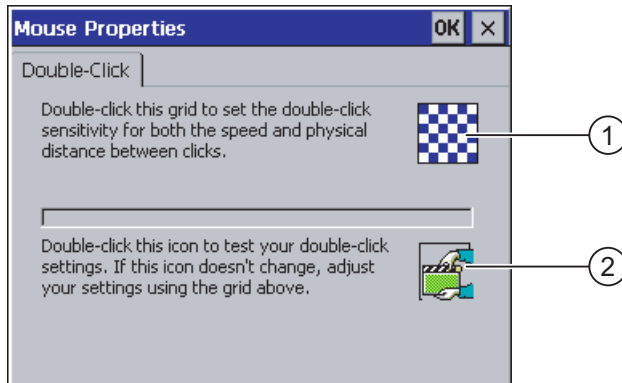 Mouse Properties OK ×
Double-Click
Double-click this grid to set the double-click
sensitivity for both the speed and physical
distance between clicks.
1
Double-click this icon to test your double-click
settings. If this icon doesn't change, adjust
your settings using the grid above.
2